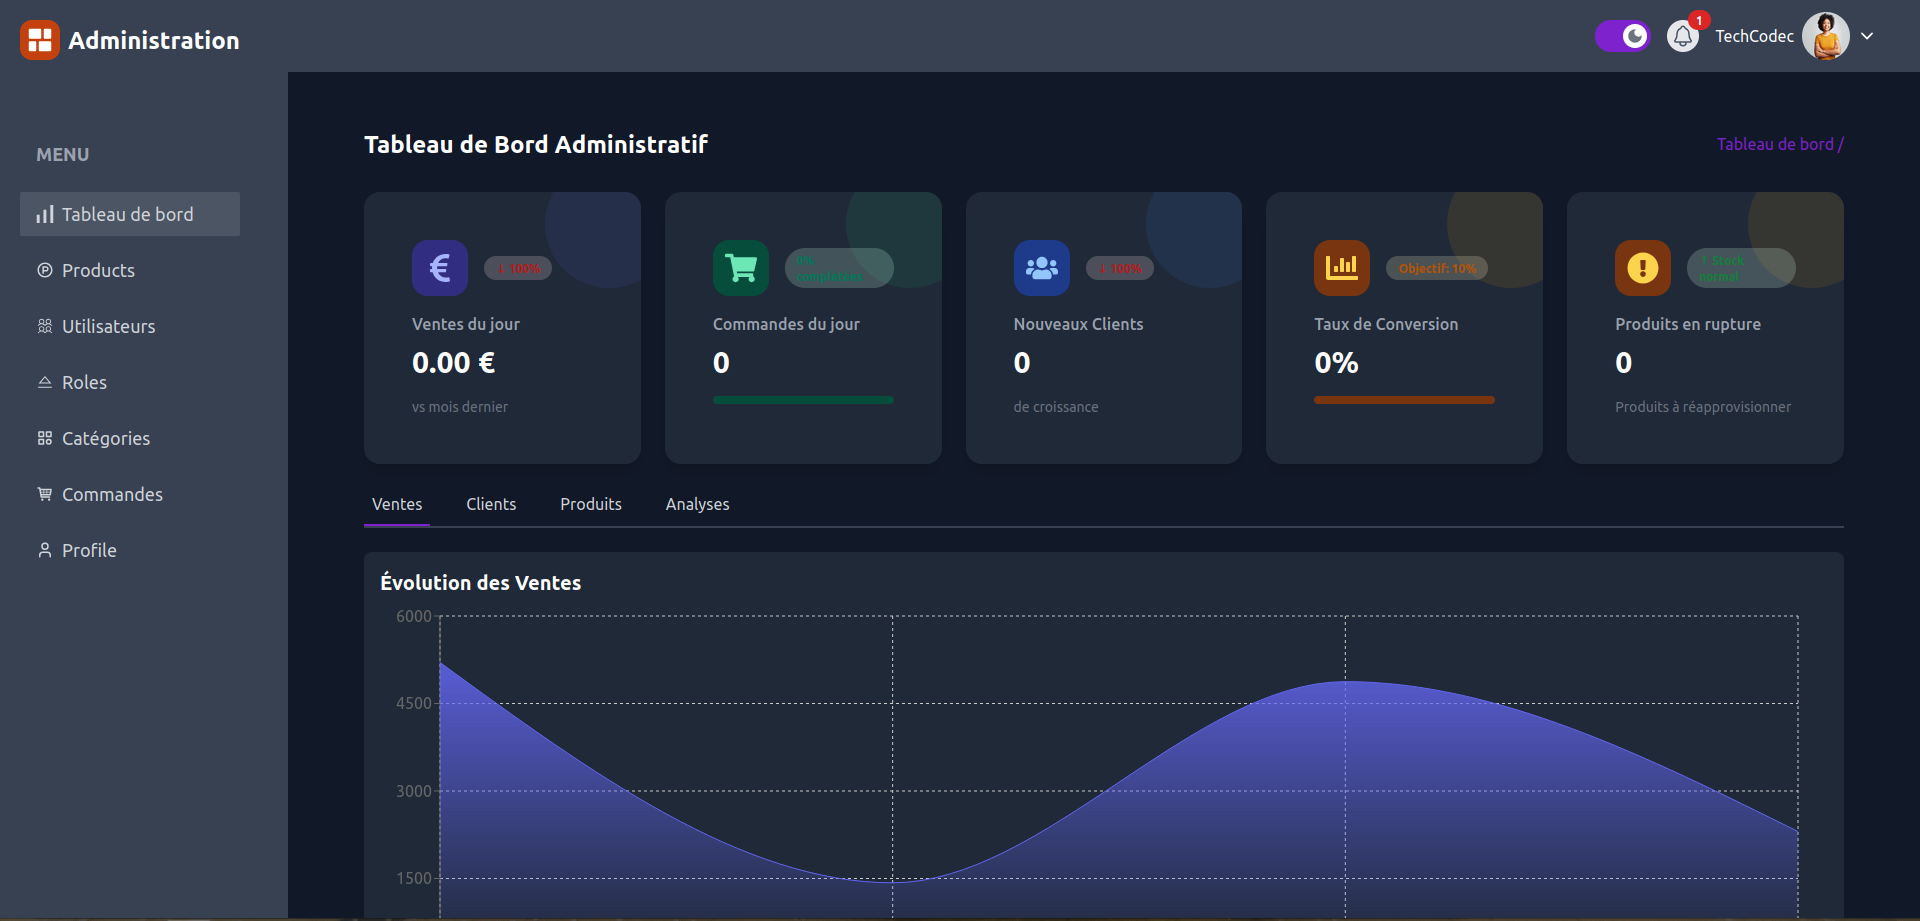 Administration
1
TechCodec
MENU
Tableau de bord
Products
Utilisateurs
Roles
Catégories
Commandes
Profile
Tableau de Bord Administratif
Tableau de bord /
€
↓ 100%
Ventes du jour
0.00 €
vs mois dernier
0%
complétées
Commandes du jour
0
↓ 100%
Nouveaux Clients
0
de croissance
Objectif: 10%
Taux de Conversion
0%
↑ Stock
normal
Produits en rupture
0
Produits à réapprovisionner
Ventes
Clients
Produits
Analyses
Évolution des Ventes
6000
4500
3000
1500